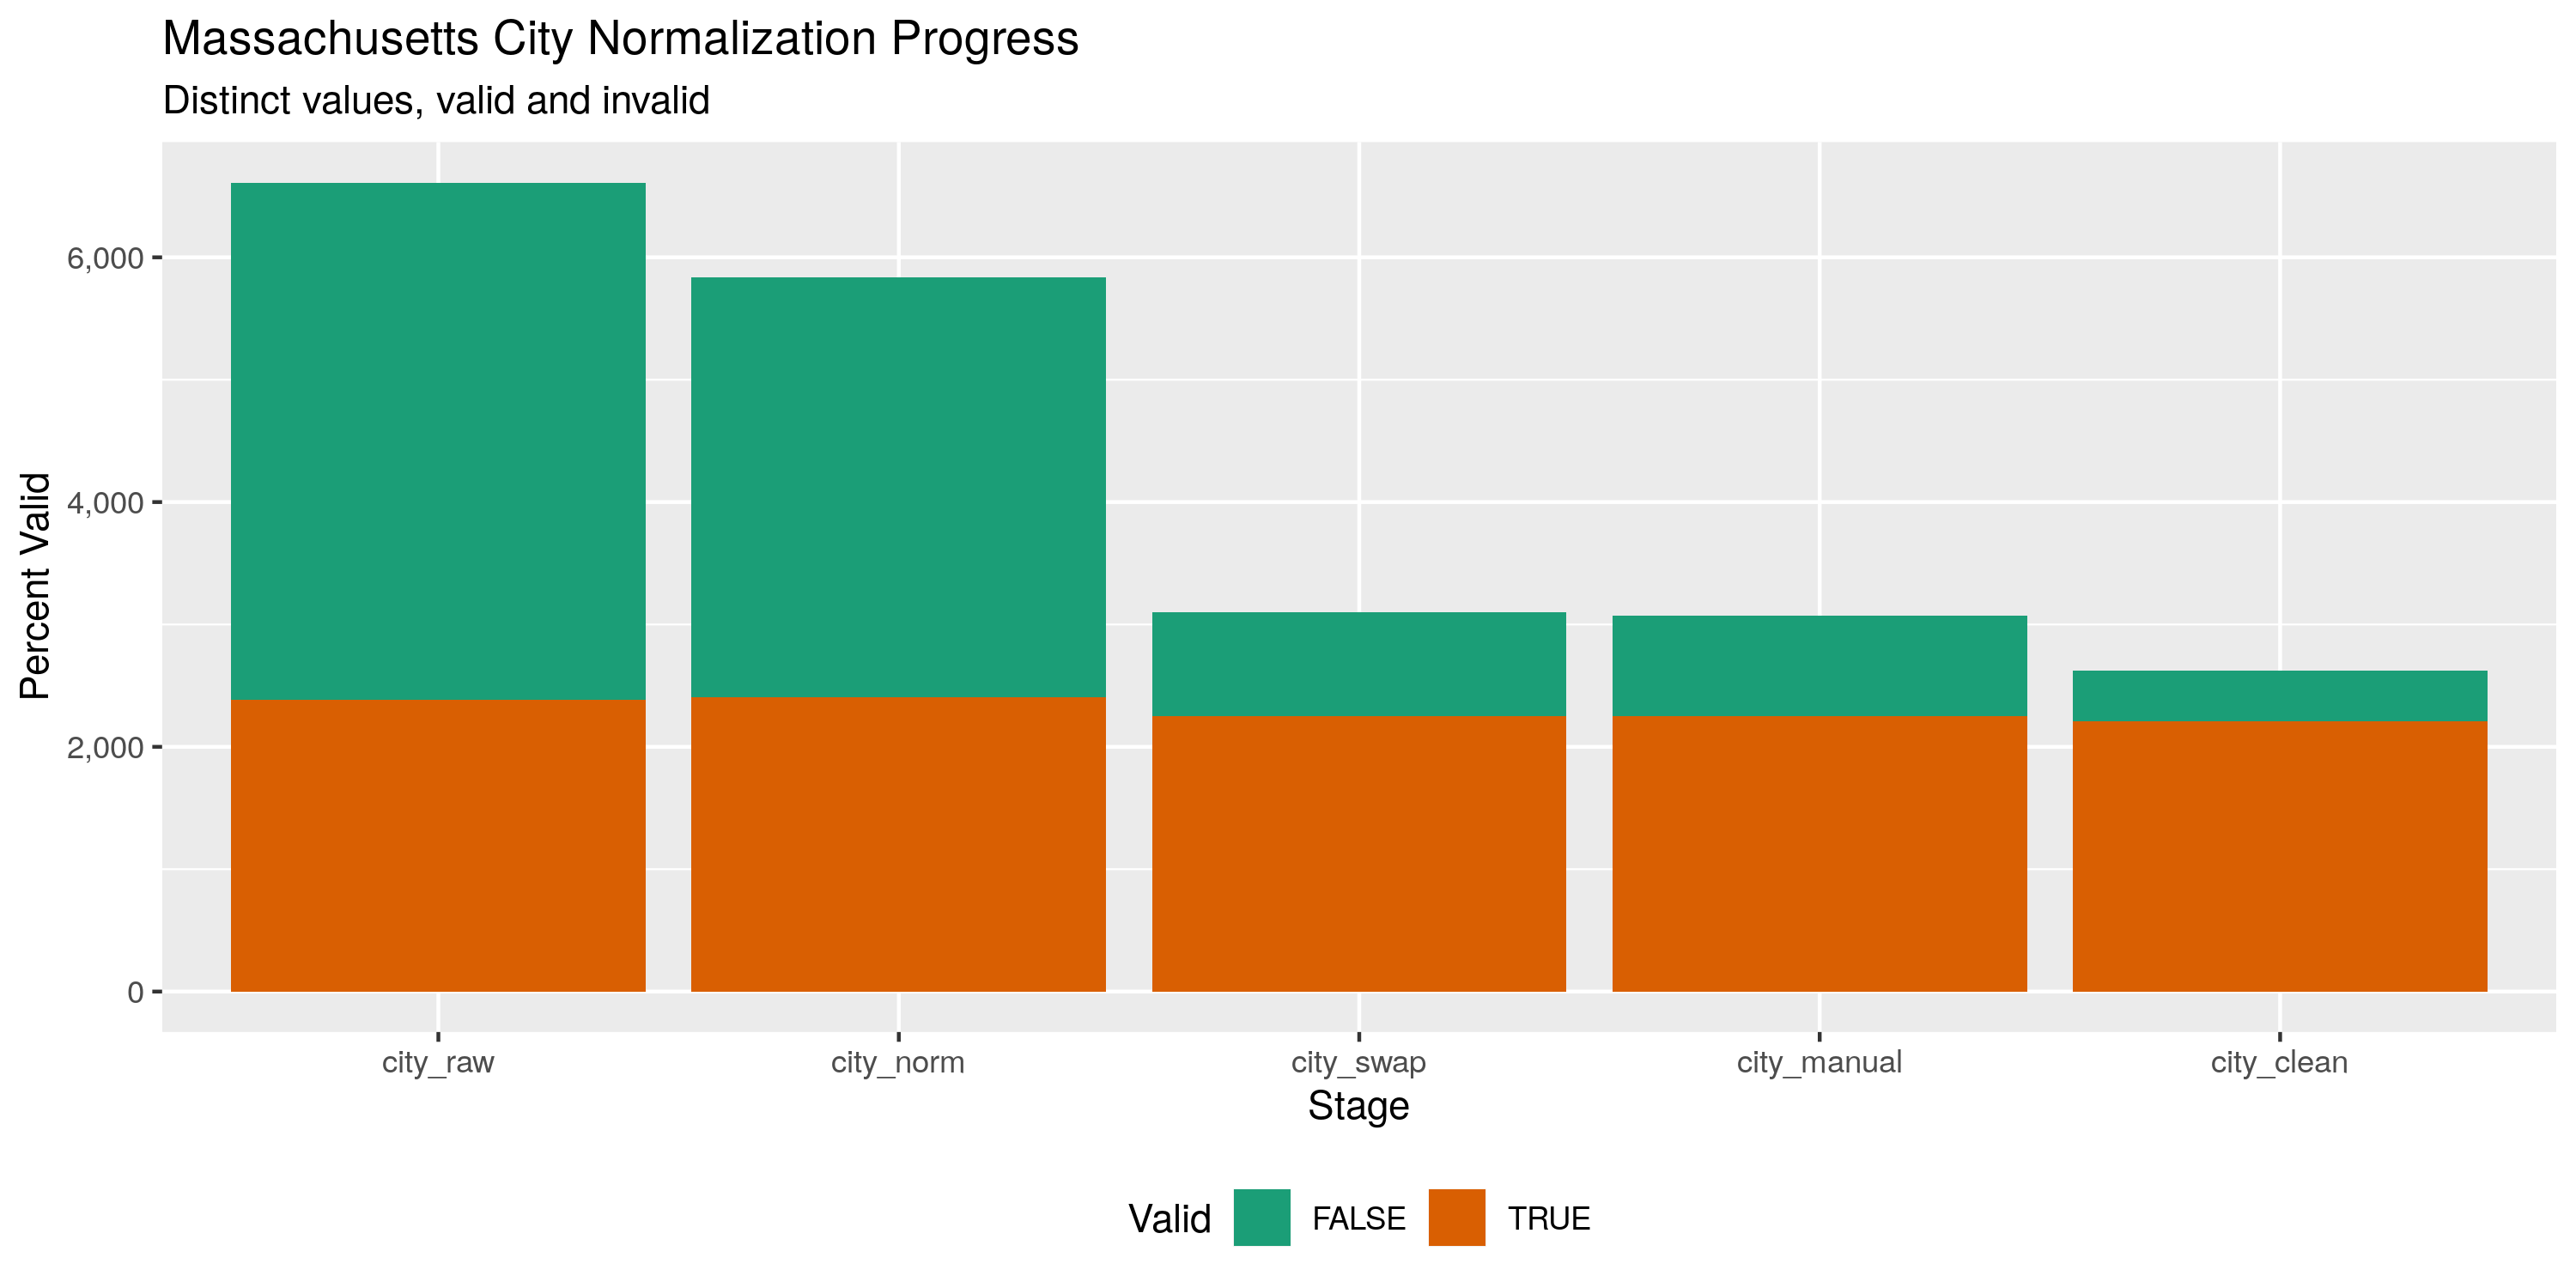 Massachusetts City Normalization Progress
Distinct values, valid and invalid
Percent Valid
6,000
4,000
2,000
0
city_raw city_norm city_swap city_manual city_clean
Stage
Valid FALSE TRUE